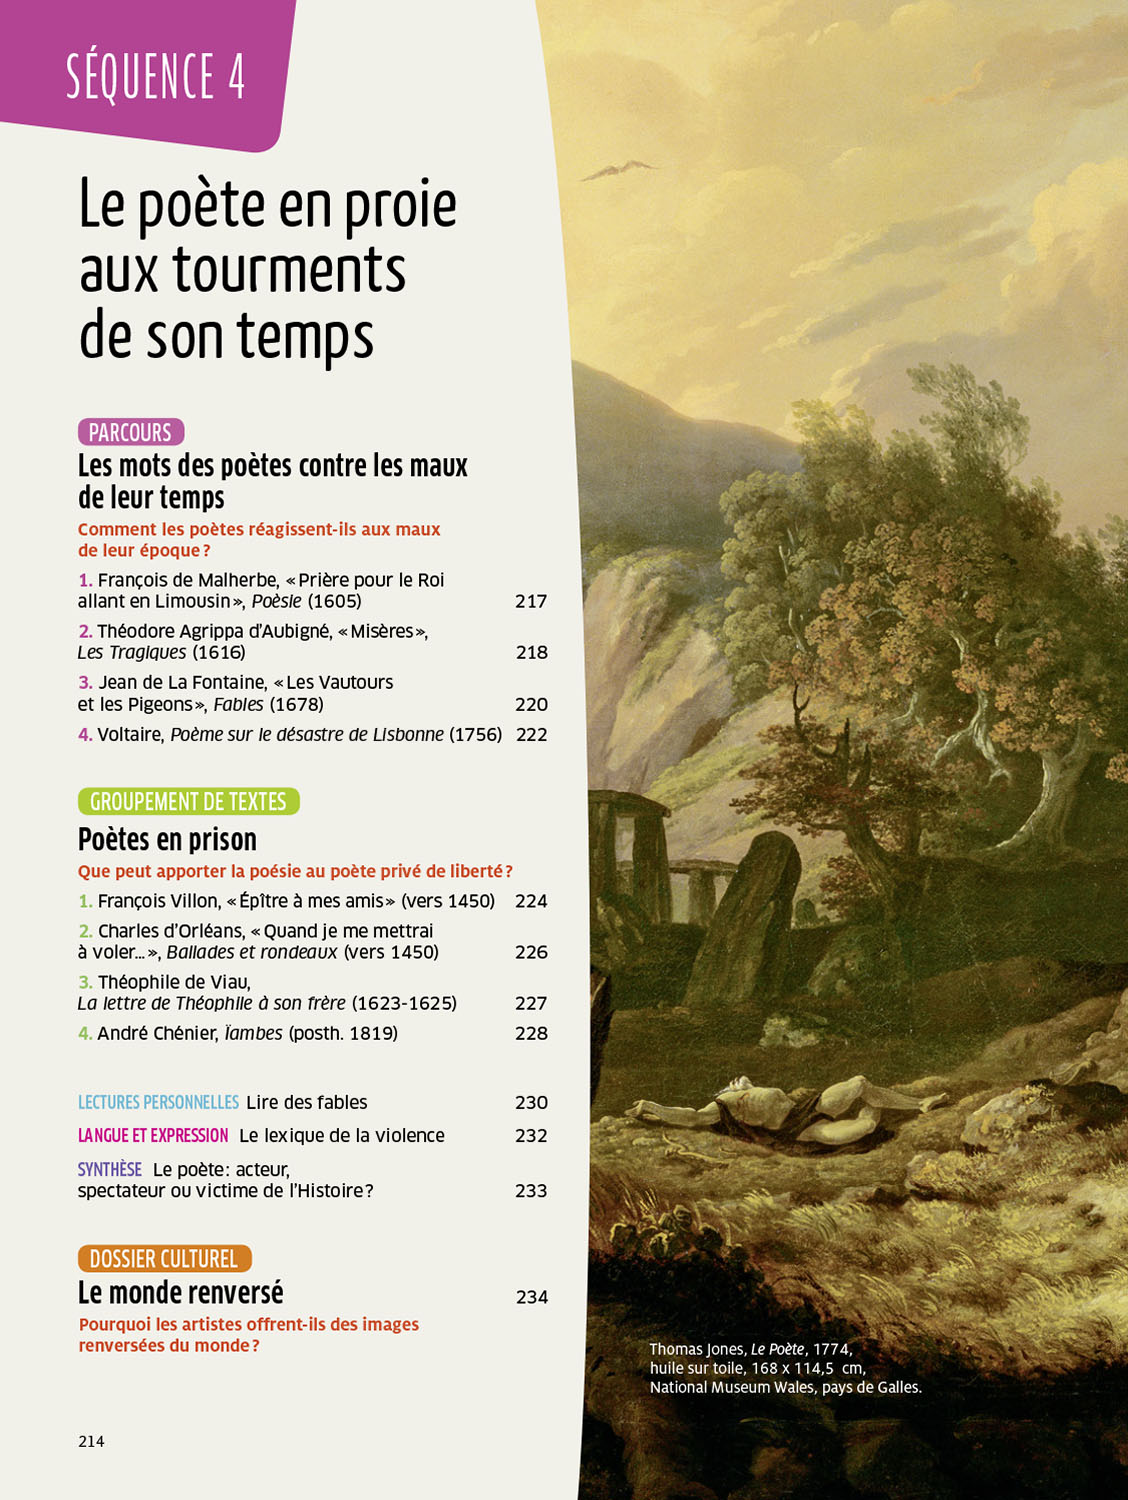 SÉQUENCE 4
Le poète en proie
aux tourments
de son temps
PARCOURS
Les mots des poètes contre les maux
de leur temps
Comment les poètes réagissent-ils aux maux
de leur époque ?
1. François de Malherbe, « Prière pour le Roi
allant en Limousin », Poèsie (1605) 217
2. Théodore Agrippa d’Aubigné, « Misères »,
Les Tragiques (1616) 218
3. Jean de La Fontaine, « Les Vautours
et les Pigeons », Fables (1678) 220
4. Voltaire, Poème sur le désastre de Lisbonne (1756) 222
GROUPEMENT DE TEXTES
Poètes en prison
Que peut apporter la poésie au poète privé de liberté ?
1. François Villon, « Épître à mes amis » (vers 1450) 224
2. Charles d’Orléans, « Quand je me mettrai
à voler... », Ballades et rondeaux (vers 1450) 226
3. Théophile de Viau,
La lettre de Théophile à son frère (1623-1625) 227
4. André Chénier, Ïambes (posth. 1819) 228
LECTURES PERSONNELLES Lire des fables 230
LANGUE ET EXPRESSION Le lexique de la violence 232
SYNTHÈSE Le poète : acteur,
spectateur ou victime de l’Histoire ? 233
DOSSIER CULTUREL
Le monde renversé 234
Pourquoi les artistes offrent-ils des images
renversées du monde ?
Thomas Jones, Le Poète, 1774,
huile sur toile, 168 x 114,5 cm,
National Museum Wales, pays de Galles.
214